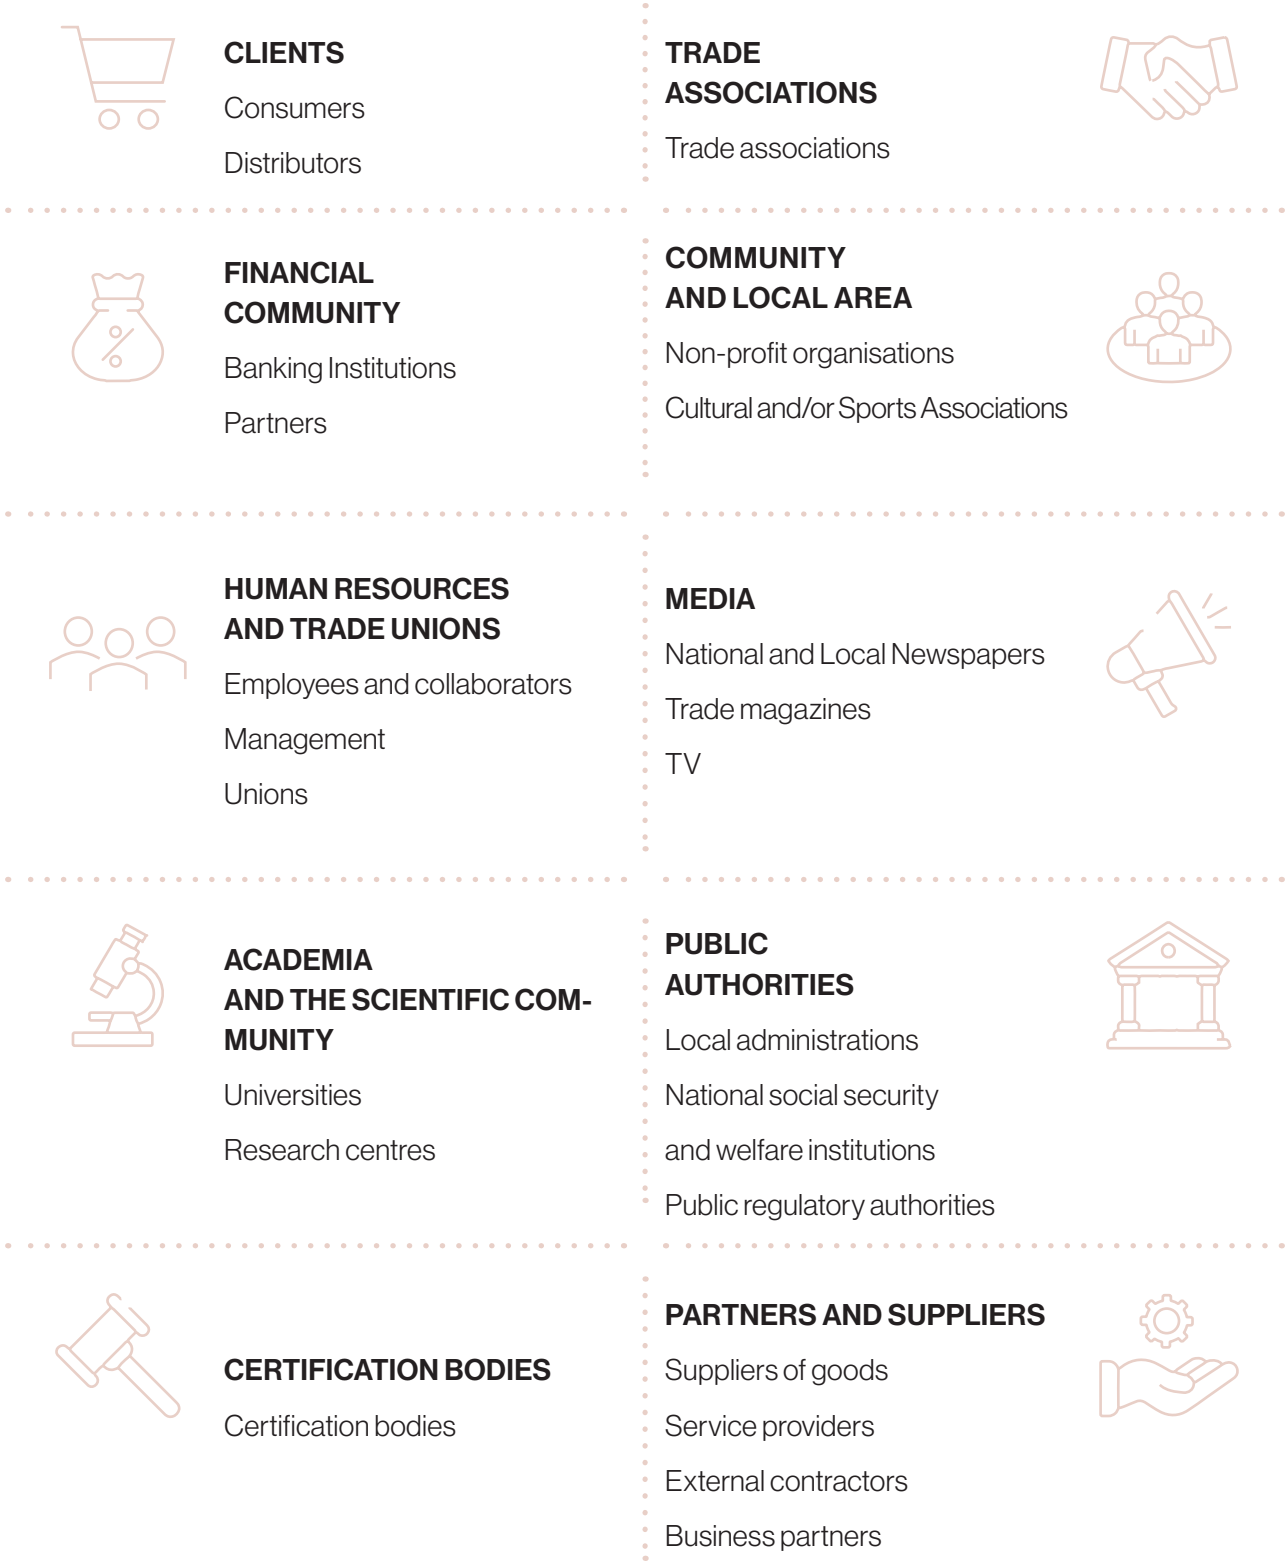 CLIENTS
Consumers
Distributors
TRADE
ASSOCIATIONS
Trade associations
FINANCIAL
COMMUNITY
Banking Institutions
Partners
COMMUNITY
AND LOCAL AREA
Non-profit organisations
Cultural and/or Sports Associations
HUMAN RESOURCES
AND TRADE UNIONS
Employees and collaborators
Management
Unions
MEDIA
National and Local Newspapers
Trade magazines
TV
ACADEMIA
AND THE SCIENTIFIC COM-
MUNITY
Universities
Research centres
PUBLIC
AUTHORITIES
Local administrations
National social security
and welfare institutions
Public regulatory authorities
CERTIFICATION BODIES
Certification bodies
PARTNERS AND SUPPLIERS
Suppliers of goods
Service providers
External contractors
Business partners